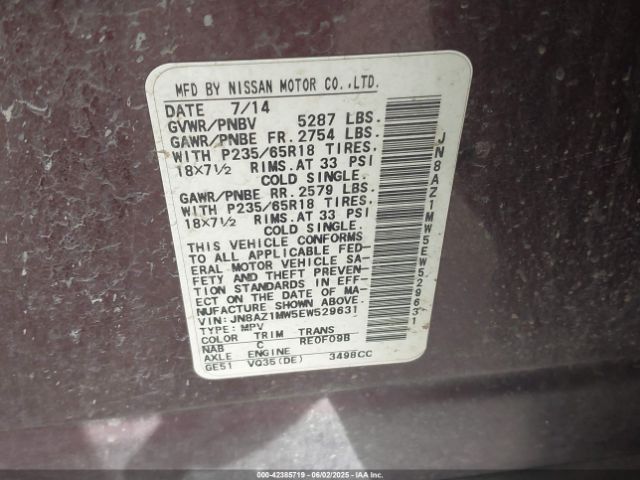 MFD BY NISSAN MOTOR CO.,LTD.
DATE 7/14
GVWR/PNBV 5287 LBS.
GAWR/PNBE FR. 2754 LBS.
WITH P235/65R18 TIRES.
18X7½ RIMS.AT 33 PSI
COLD SINGLE.
GAWR/PNBE RR. 2579 LBS.
WITH P235/65R18 TIRES.
18X7½ RIMS.AT 33 PSI
COLD SINGLE.
THIS VEHICLE CONFORMS
TO ALL APPLICABLE FED-
ERAL MOTOR VEHICLE SA-
FETY AND THEFT PREVEN-
TION STANDARDS IN EFF-
ECT ON THE DATE OF MA-
NUFACTURE SHOWN ABOVE.
VIN: JN8AZ1MW5EW529631
TYPE: MPV
COLOR TRIM TRANS
NAB C RE0F09B
AXLE ENGINE
GE51 VQ35(DE) 3498CC
JN8AZ1MW5EW529631
000-42385719 06/02/2025 IAAI.COM